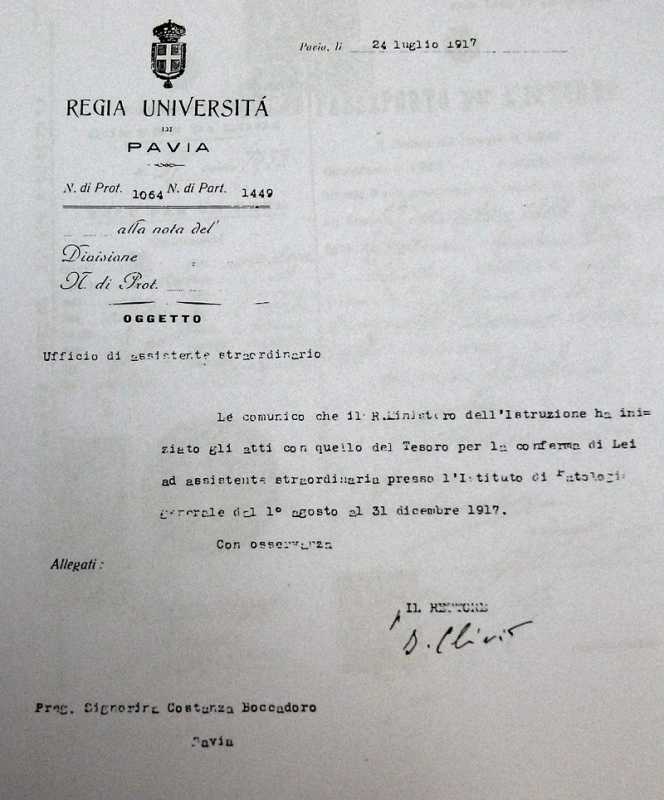 Pavia, lì 24 luglio 1917
REGIA UNIVERSITÁ
DI
PAVIA
N. di Prot. 1064 N. di Part. 1449
alla nota del
Divisione
N. di Prot.
OGGETTO
Ufficio di assistente straordinario
Le comunico che il R.Ministero dell'Istruzione ha ini=
ziato gli atti con quello del Tesoro per la conferma di Lei
ad assistente straordinaria presso l'Istituto di Patologia
generale dal 1° agosto al 31 dicembre 1917.
Con osservanza
Allegati :
IL RETTORE
Preg. Signorina Costanza Boccadoro
Pavia